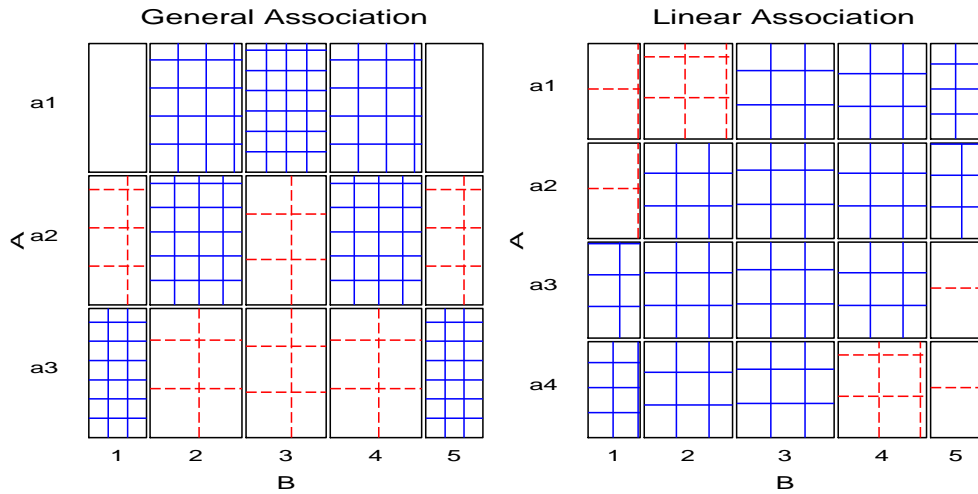 General Association
a1
a2
a3
A
1 2 3 4 5
B
Linear Association
a1
a2
a3
a4
A
1 2 3 4 5
B